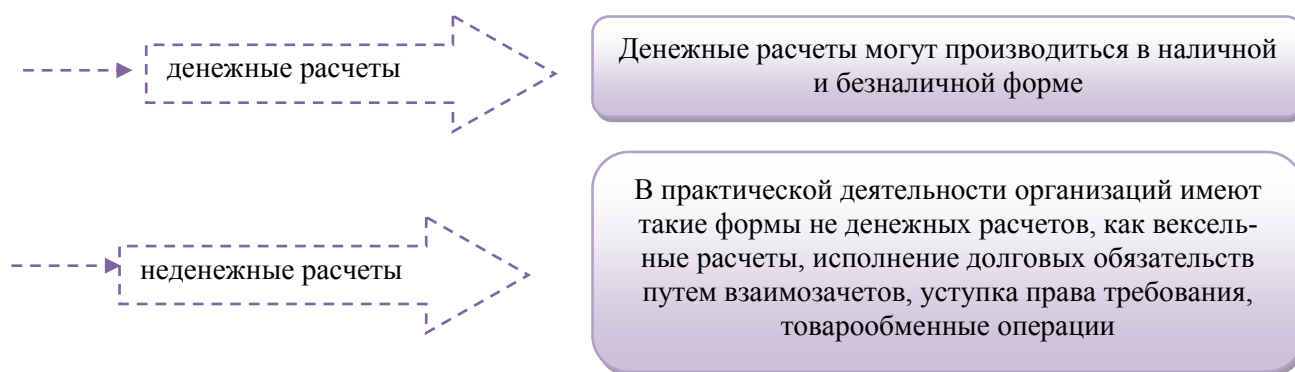 денежные расчеты
Денежные расчеты могут производиться в наличной
и безналичной форме
неденежные расчеты
В практической деятельности организаций имеют
такие формы не денежных расчетов, как вексель-
ные расчеты, исполнение долговых обязательств
путем взаимозачетов, уступка права требования,
товарообменные операции